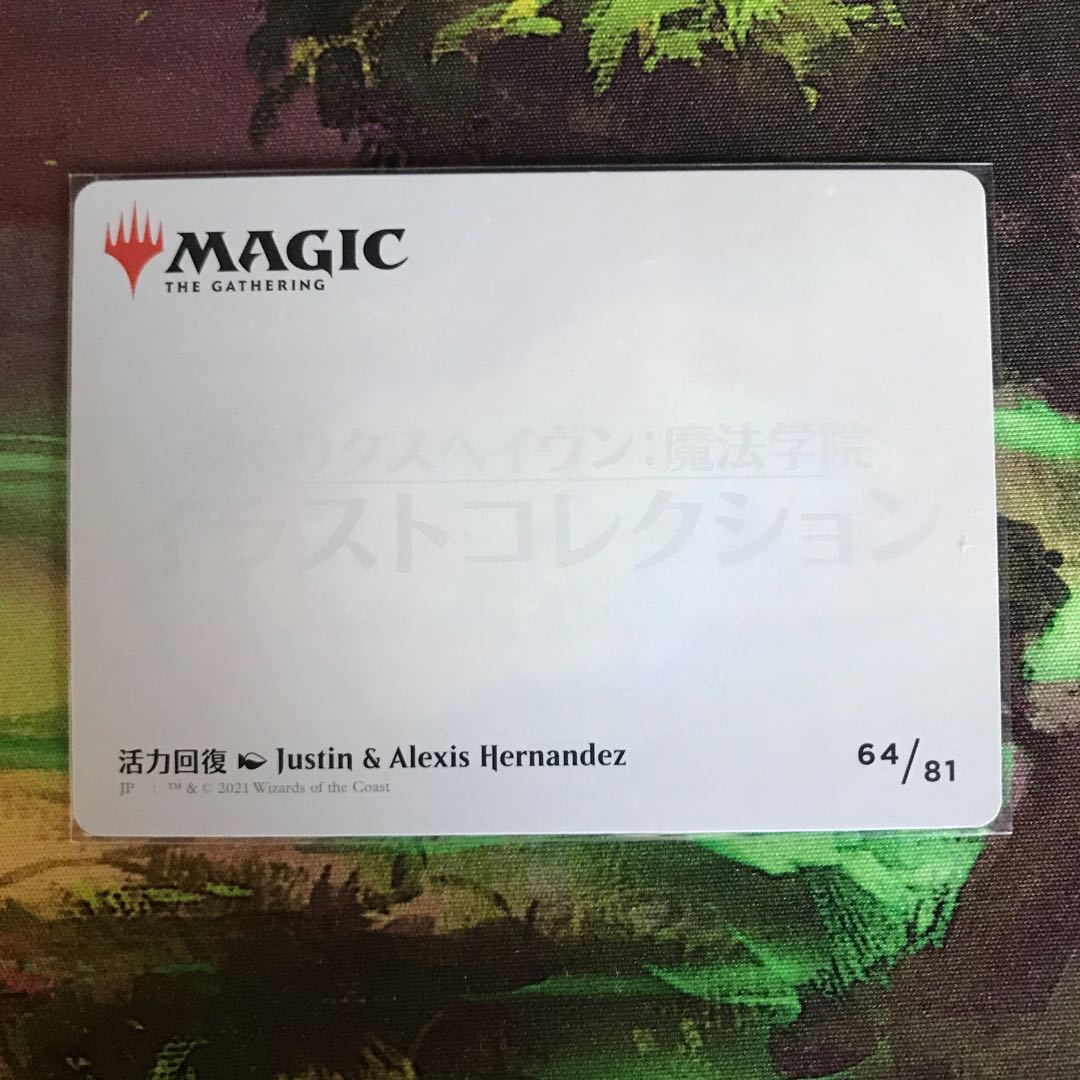 MAGIC
THE GATHERING
ストリクスヘイヴン：魔法学院
イラストコレクション
活力回復 Justin & Alexis Hernandez
64/81
JP ™ & © 2021 Wizards of the Coast